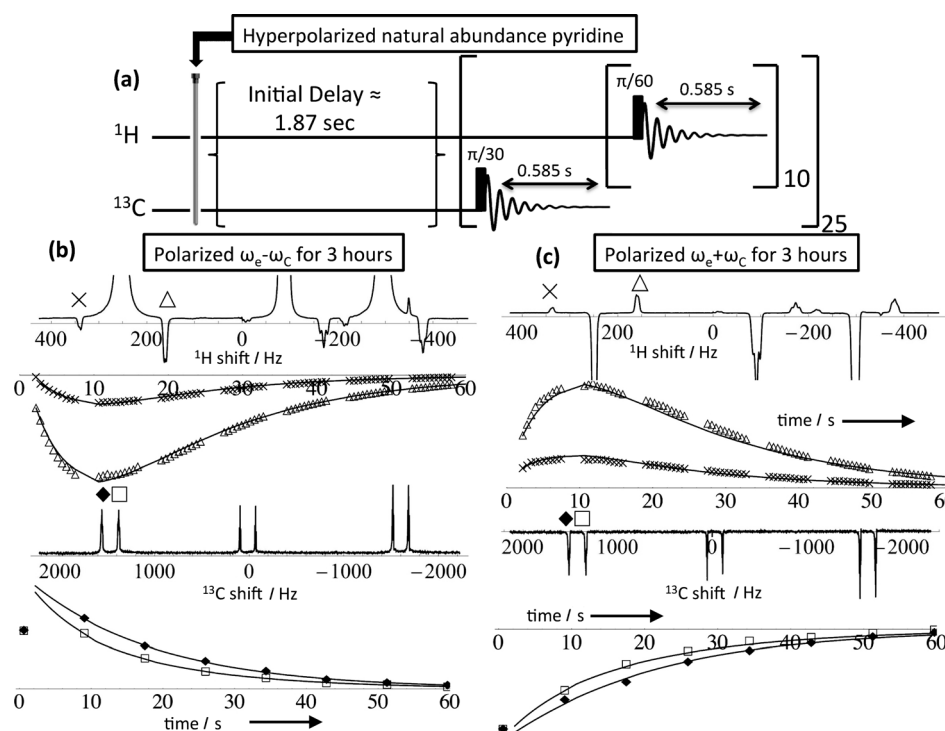 Hyperpolarized natural abundance pyridine
(a)
Initial Delay ≈
1.87 sec
π/60
0.585 s
¹H
π/30
0.585 s
10
¹³C
25
(b)
Polarized ωe-ωC for 3 hours
(c)
Polarized ωe+ωC for 3 hours
400 200 0 −200 −400
¹H shift / Hz
400 200 0 −200 −400
¹H shift / Hz
0 10 20 30 40 50 60
time / s
0 10 20 30 40 50 60
2000 1000 0 −1000 −2000
¹³C shift / Hz
2000 1000 0 −1000 −2000
¹³C shift / Hz
time / s
0 10 20 30 40 50 60
0 10 20 30 40 50 60
time / s